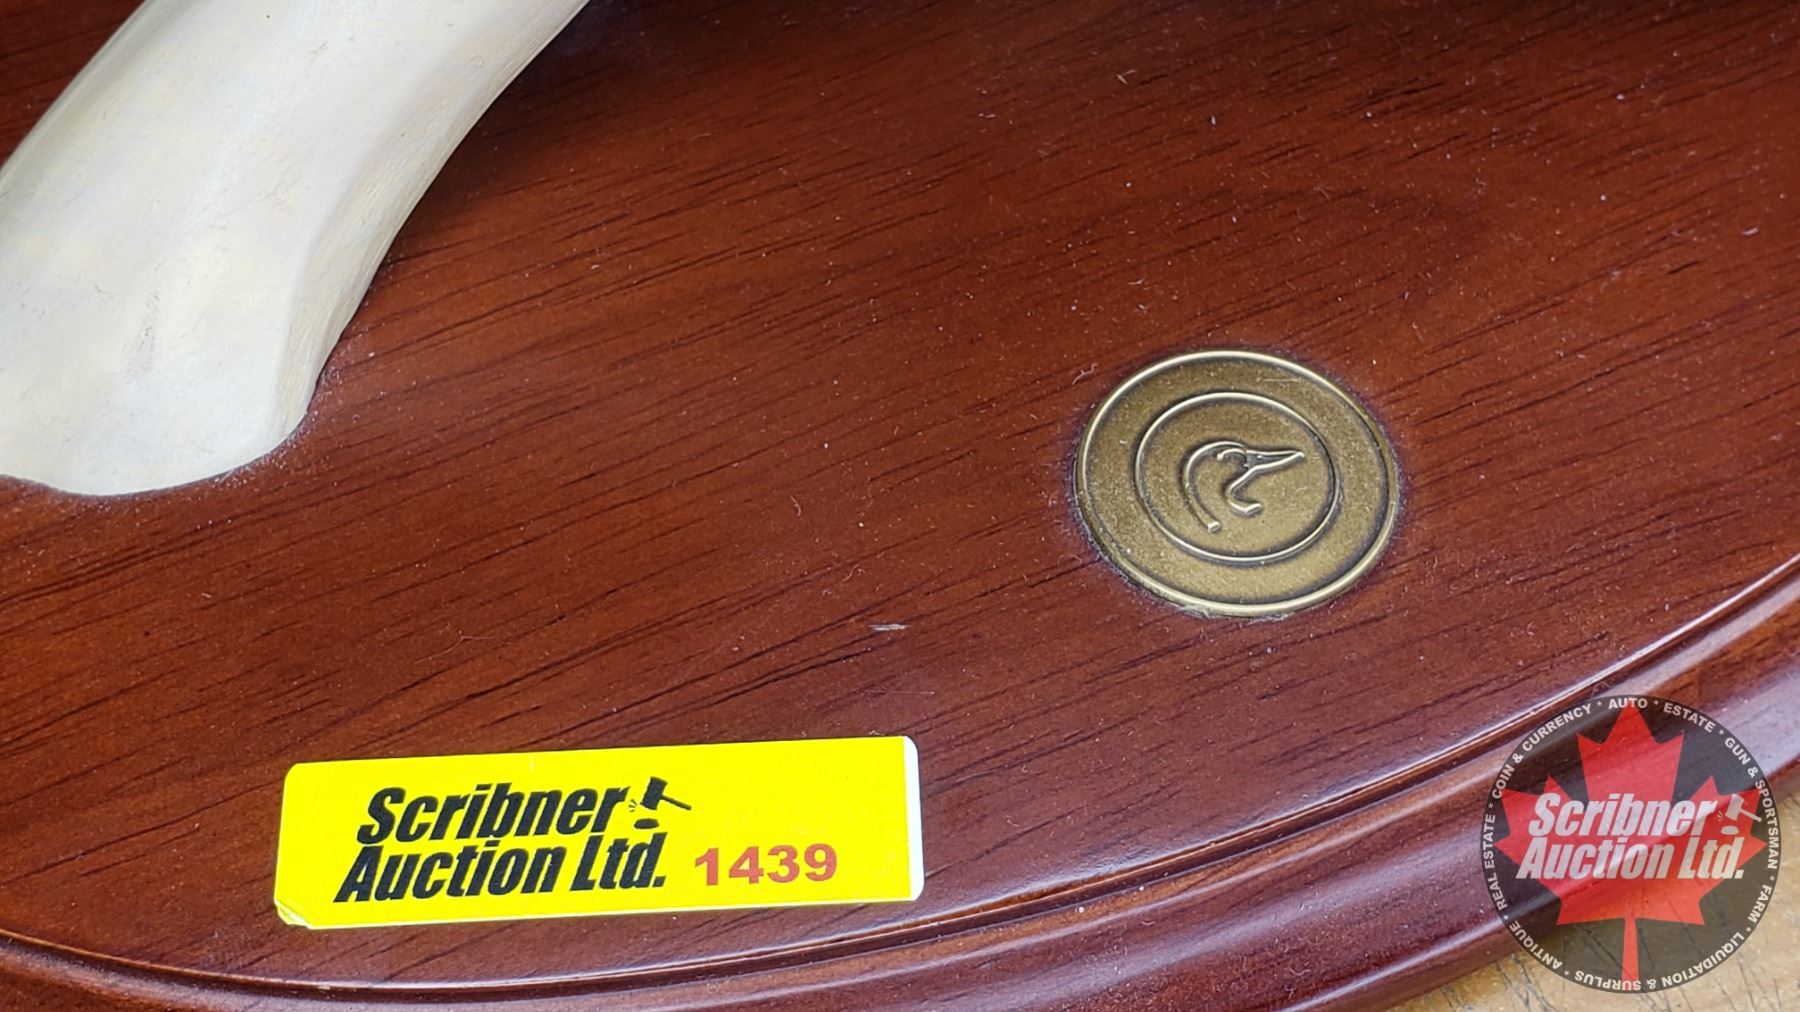 Scribner
Auction Ltd. 1439
Scribner
Auction Ltd.
ANTIQUE * REAL ESTATE * COIN & CURRENCY * AUTO * ESTATE * GUN & SPORTSMAN * FARM * LIQUIDATION & SURPLUS *